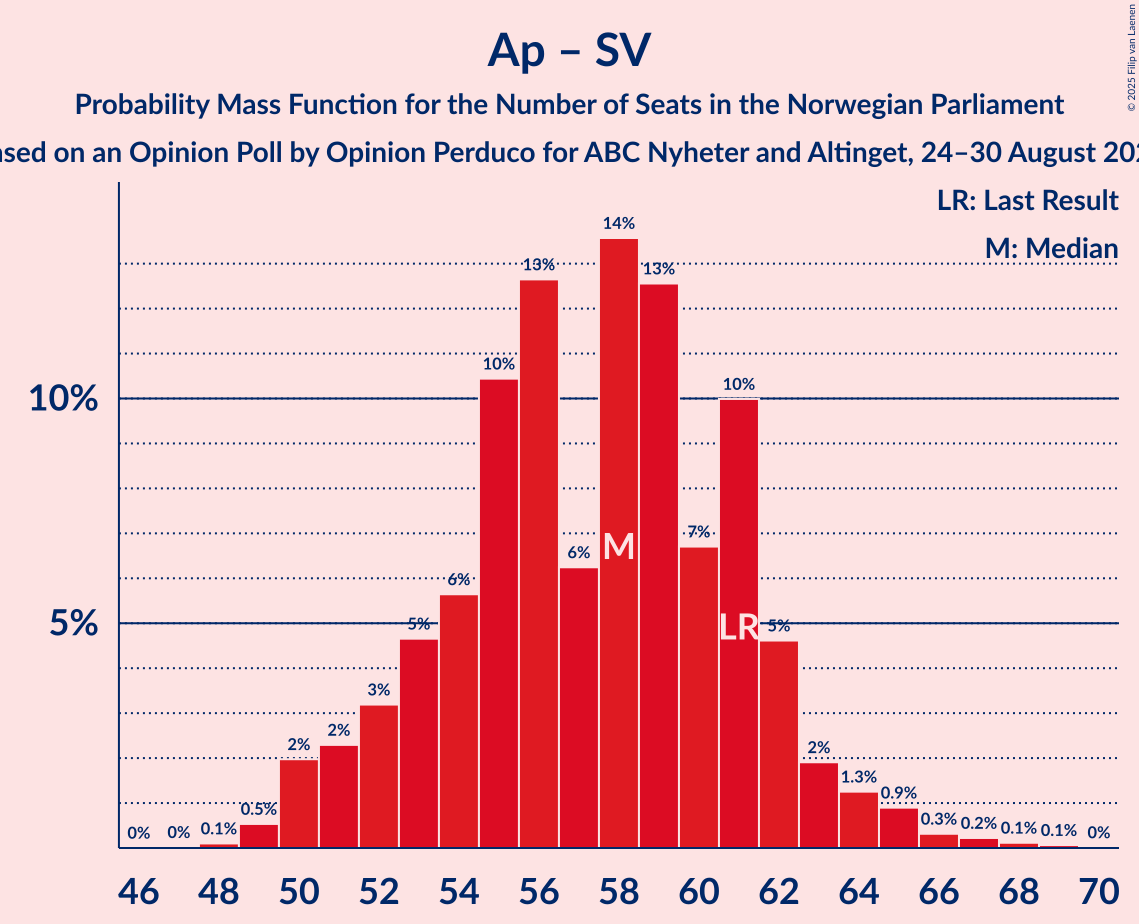 Ap – SV
Probability Mass Function for the Number of Seats in the Norwegian Parliament
on an Opinion Poll by Opinion Perduco for ABC Nyheter and Altinget, 24–30 August
© 2025 Filip van Laenen
LR: Last Result
M: Median
10%
5%
0% 0% 0.1% 0.5% 2% 2% 3% 5% 6% 10% 13% 6% 14% 13% 7% 10% 5% 2% 1.3% 0.9% 0.3% 0.2% 0.1% 0.1% 0%
M
LR
46 48 50 52 54 56 58 60 62 64 66 68 70